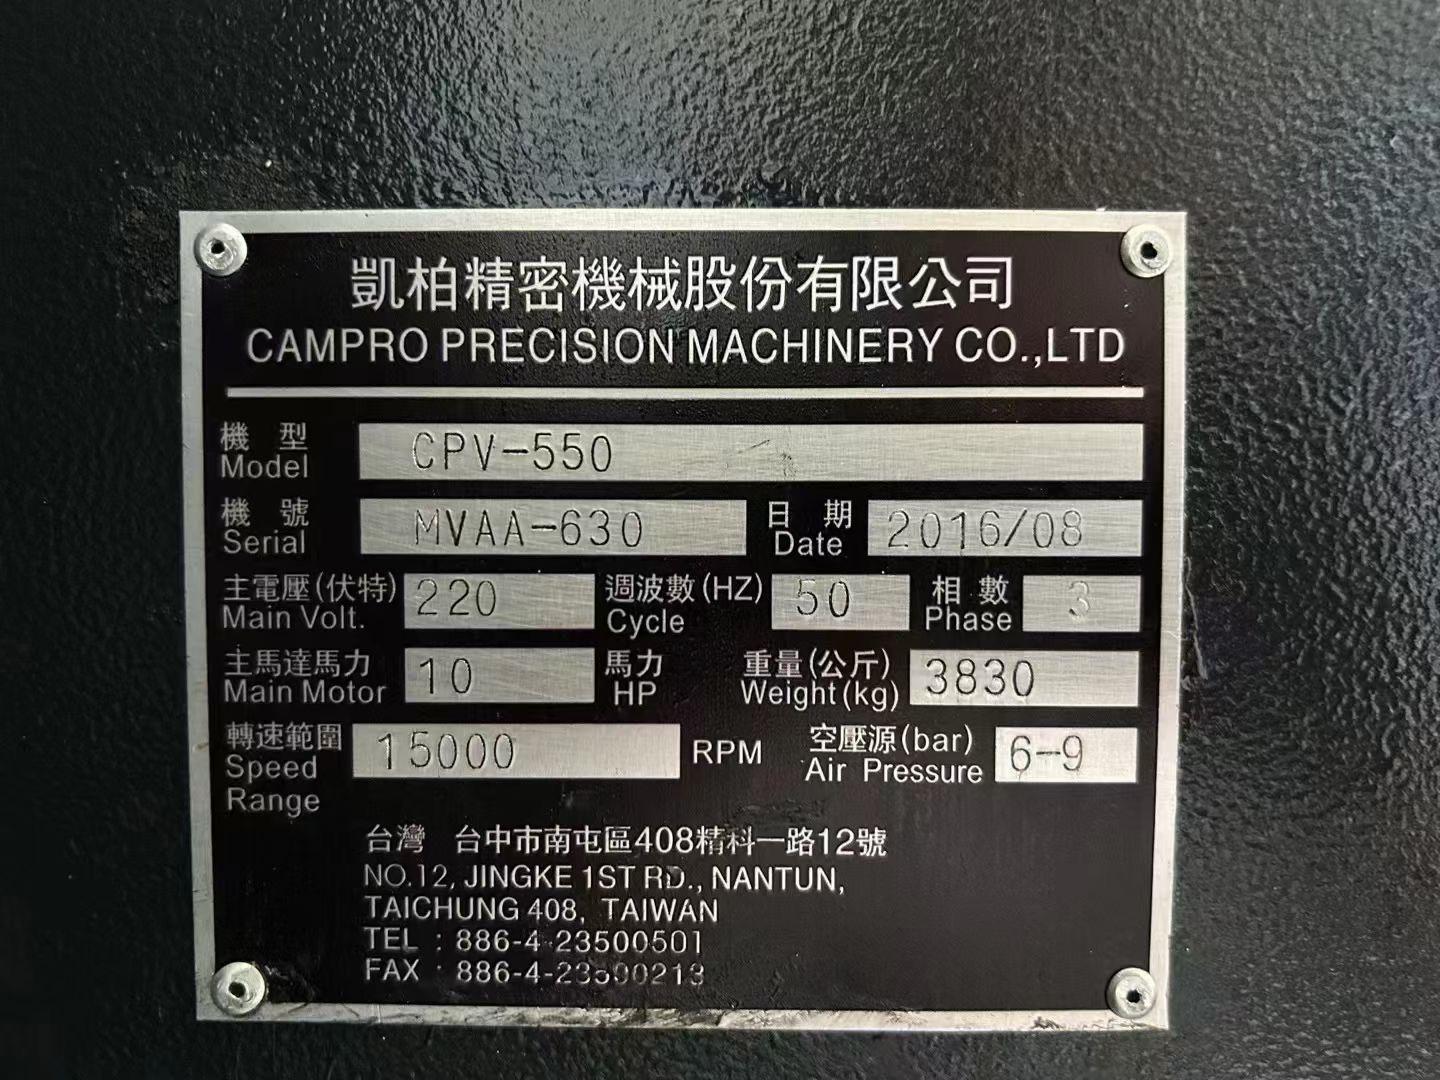 凱柏精密機械股份有限公司
CAMPRO PRECISION MACHINERY CO.,LTD
機 型 CPV-550
Model
機 號 MVAA-630 日 期 2016/08
Serial Date
主電壓(伏特) 220 週波數(HZ) 50 相 數 3
Main Volt. Cycle Phase
主馬達馬力 10 馬力 重量(公斤) 3830
Main Motor HP Weight(kg)
轉速範圍 15000 RPM 空壓源(bar) 6-9
Speed Air Pressure
Range
台灣 台中市南屯區408精科一路12號
NO.12, JINGKE 1ST RD., NANTUN,
TAICHUNG 408, TAIWAN
TEL : 886-4-23500501
FAX : 886-4-23500213